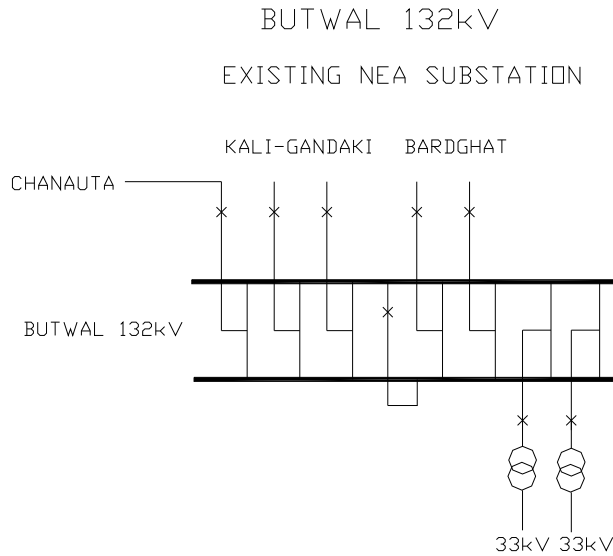 BUTWAL 132kV
EXISTING NEA SUBSTATION
KALI-GANDAKI BARDGHAT
CHANAUTA
BUTWAL 132kV
33kV 33kV